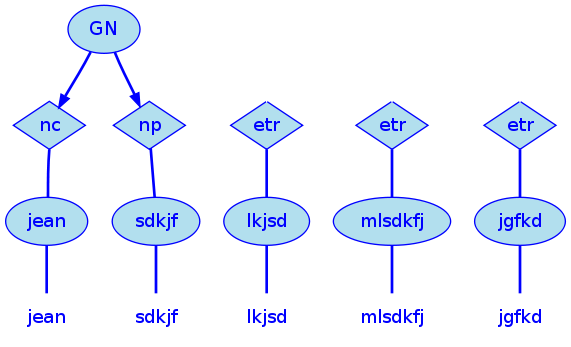 GN
nc np etr etr etr
jean sdkjf lkjsd mlsdkfj jgfkd
jean sdkjf lkjsd mlsdkfj jgfkd